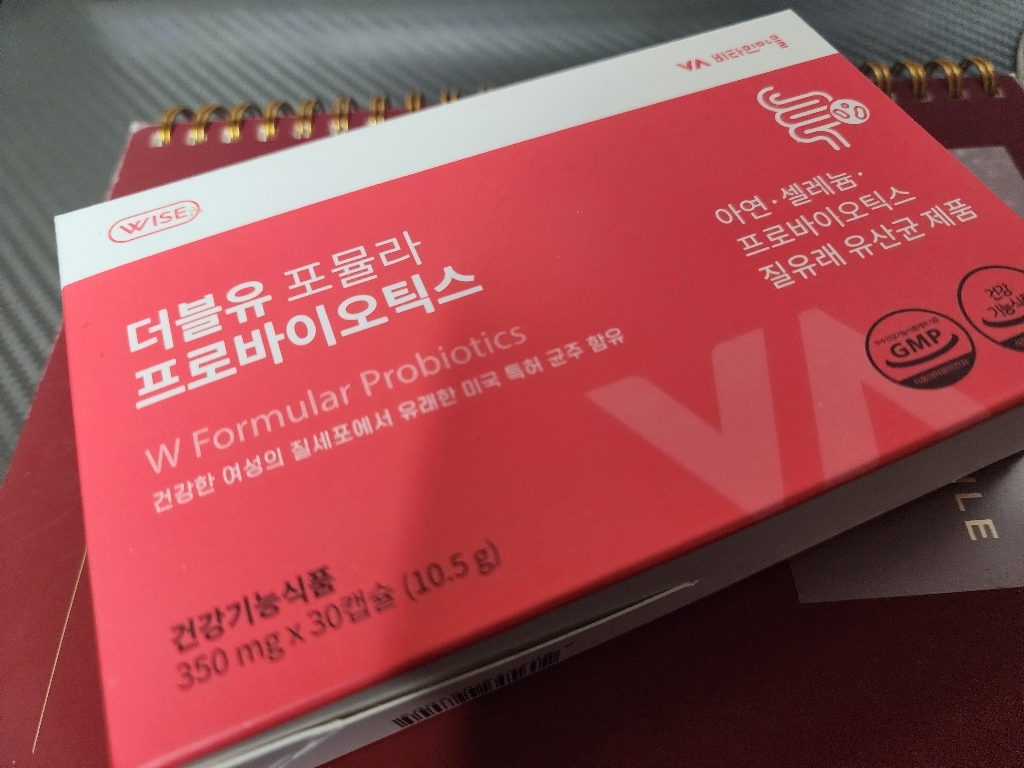 VA 비타민마을
WISE
더블유 포뮬라
프로바이오틱스
W Formular Probiotics
건강한 여성의 질세포에서 유래한 미국 특허 균주 함유
아연·셀레늄·
프로바이오틱스
질유래 유산균 제품
GMP
건강
건강기능식품
350 mg x 30캡슐 (10.5 g)